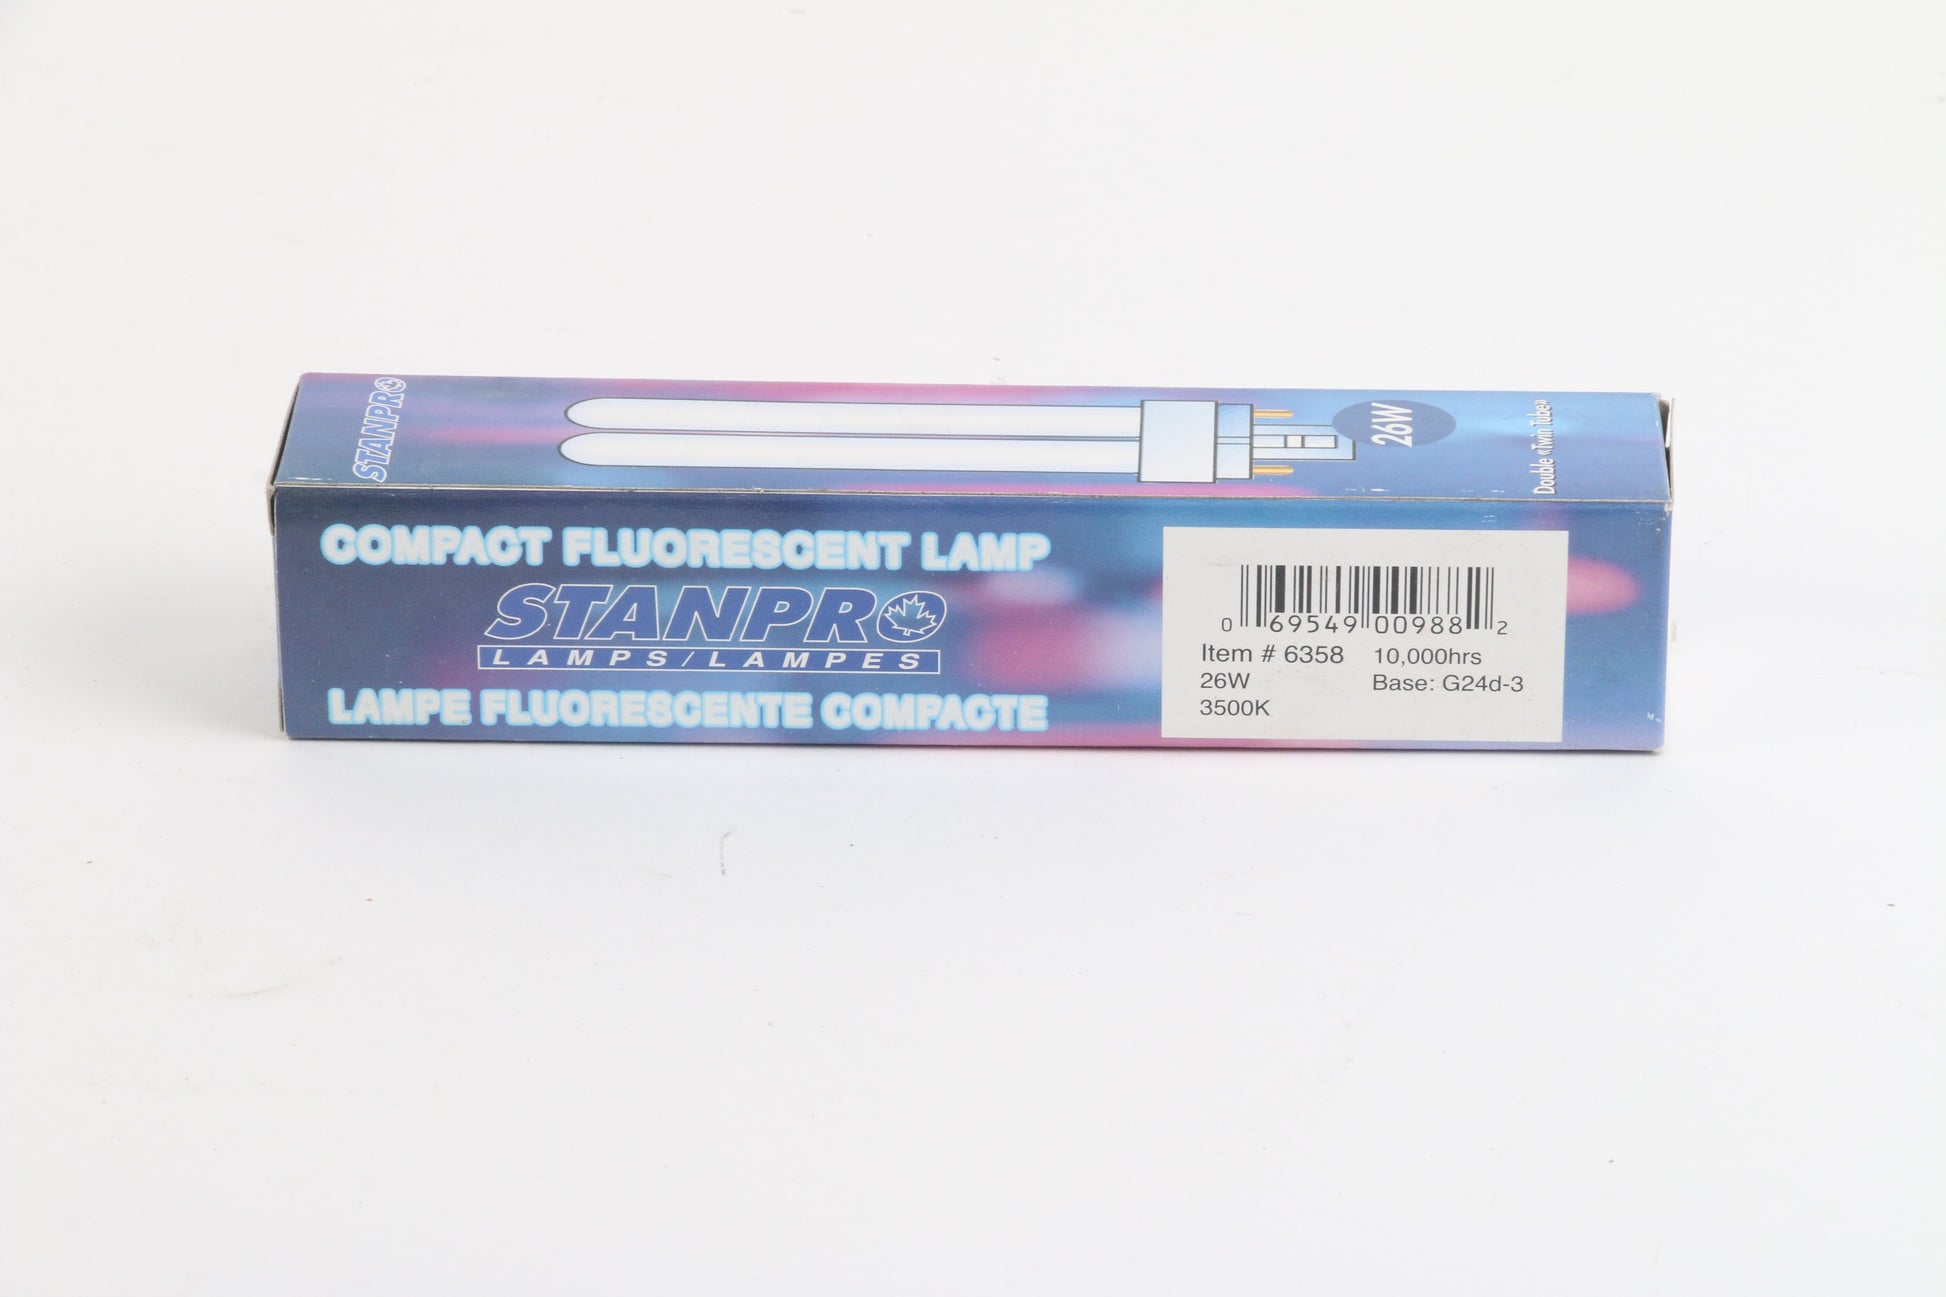 STANPRO
26W
Double «Twin Tube»
COMPACT FLUORESCENT LAMP
STANPRO
LAMPS/LAMPES
LAMPE FLUORESCENTE COMPACTE
0 69549 00988 2
Item # 6358 10,000hrs
26W Base: G24d-3
3500K